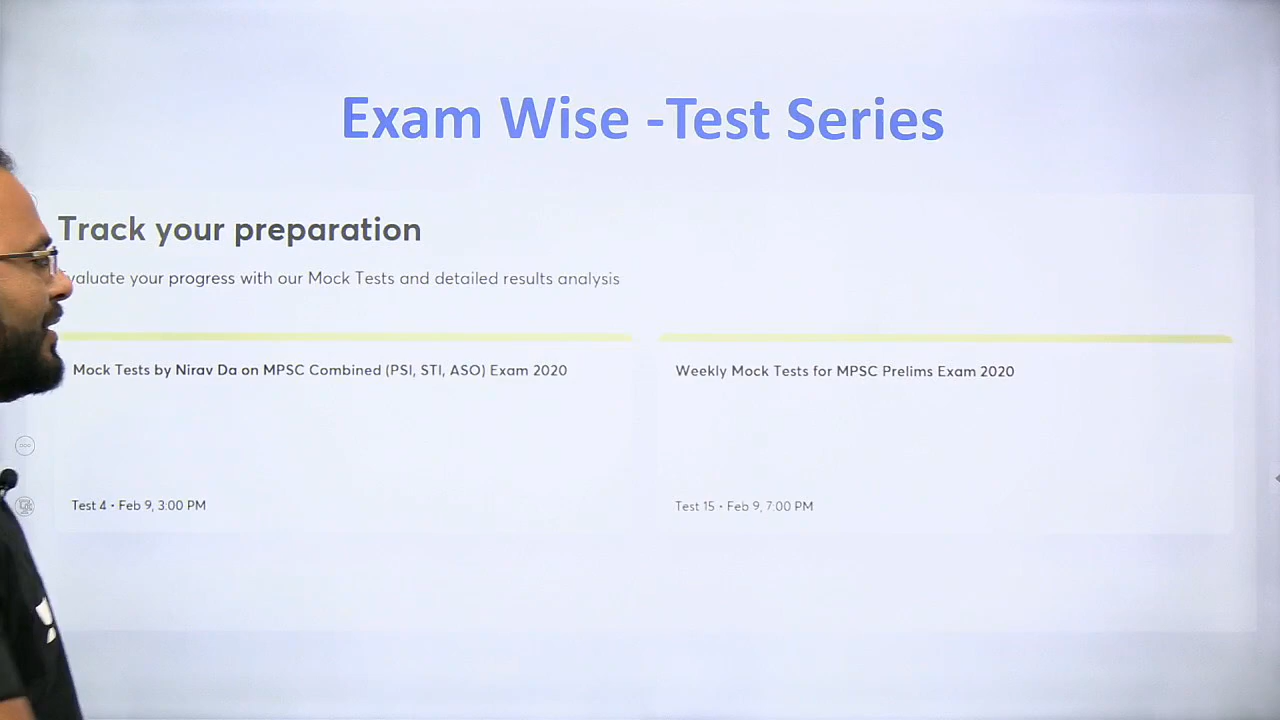 Exam Wise -Test Series
Track your preparation
valuate your progress with our Mock Tests and detailed results analysis
Mock Tests by Nirav Da on MPSC Combined (PSI, STI, ASO) Exam 2020
Weekly Mock Tests for MPSC Prelims Exam 2020
Test 4 • Feb 9, 3:00 PM
Test 15 • Feb 9, 7:00 PM